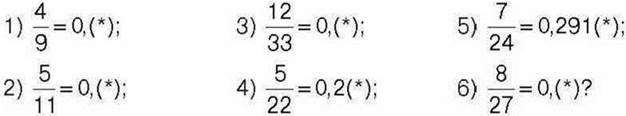 1) 4/9 = 0,(*); 3) 12/33 = 0,(*); 5) 7/24 = 0,291(*);
2) 5/11 = 0,(*); 4) 5/22 = 0,2(*); 6) 8/27 = 0,(*)?